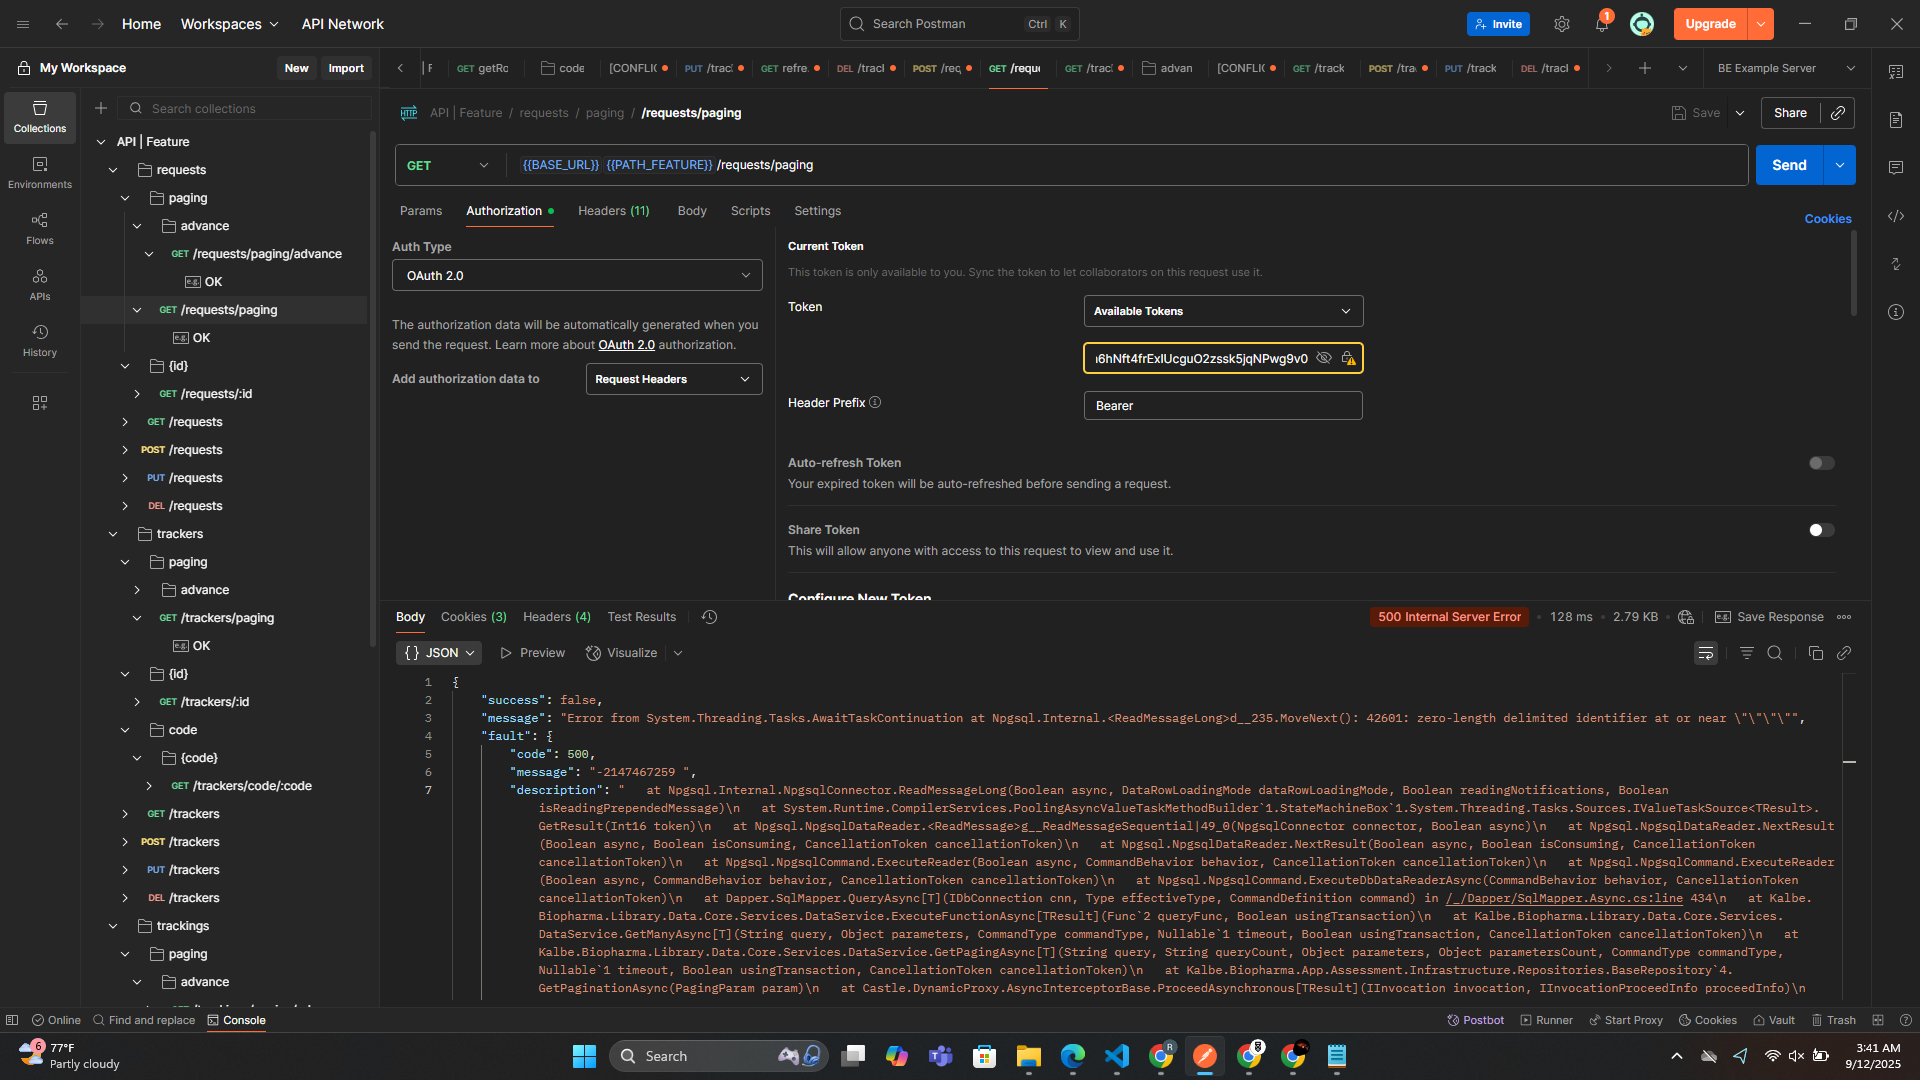 Home
Workspaces
API Network
Search Postman
Ctrl
K
Invite
1
Upgrade
My Workspace
New
Import
GET getRo
code
[CONFLIC
PUT /tracl
GET refre
DEL /tracl
POST /req
GET /reque
GET /tracl
advan
[CONFLIC
GET /track
POST /tra
PUT /track
DEL /tracl
BE Example Server
Collections
Environments
Flows
APIs
History
Search collections
API | Feature
requests
paging
advance
GET /requests/paging/advance
OK
GET /requests/paging
OK
{id}
GET /requests/:id
GET /requests
POST /requests
PUT /requests
DEL /requests
trackers
paging
advance
GET /trackers/paging
OK
{id}
GET /trackers/:id
code
{code}
GET /trackers/code/:code
GET /trackers
POST /trackers
PUT /trackers
DEL /trackers
trackings
paging
advance
API | Feature / requests / paging / /requests/paging
Save
Share
GET
{{BASE_URL}} {{PATH_FEATURE}} /requests/paging
Send
Params
Authorization
Headers (11)
Body
Scripts
Settings
Cookies
Auth Type
OAuth 2.0
The authorization data will be automatically generated when you
send the request. Learn more about OAuth 2.0 authorization.
Add authorization data to
Request Headers
Current Token
This token is only available to you. Sync the token to let collaborators on this request use it.
Token
Available Tokens
6hNft4frExlUcguO2zssk5jqNPwg9v0
Header Prefix
Bearer
Auto-refresh Token
Your expired token will be auto-refreshed before sending a request.
Share Token
This will allow anyone with access to this request to view and use it.
Configure New Token
Body
Cookies (3)
Headers (4)
Test Results
500 Internal Server Error
128 ms
2.79 KB
Save Response
{} JSON
Preview
Visualize
1 {
2 "success": false,
3 "message": "Error from System.Threading.Tasks.AwaitTaskContinuation at Npgsql.Internal.<ReadMessageLong>d__235.MoveNext(): 42601: zero-length delimited identifier at or near \"\"\"\"",
4 "fault": {
5 "code": 500,
6 "message": "-2147467259 ",
7 "description": "   at Npgsql.Internal.NpgsqlConnector.ReadMessageLong(Boolean async, DataRowLoadingMode dataRowLoadingMode, Boolean readingNotifications, Boolean
isReadingPrependedMessage)\n   at System.Runtime.CompilerServices.PoolingAsyncValueTaskMethodBuilder`1.StateMachineBox`1.System.Threading.Tasks.Sources.IValueTaskSource<TResult>.
GetResult(Int16 token)\n   at Npgsql.NpgsqlDataReader.<ReadMessage>g__ReadMessageSequential|49_0(NpgsqlConnector connector, Boolean async)\n   at Npgsql.NpgsqlDataReader.NextResult
(Boolean async, Boolean isConsuming, CancellationToken cancellationToken)\n   at Npgsql.NpgsqlDataReader.NextResult(Boolean async, Boolean isConsuming, CancellationToken
cancellationToken)\n   at Npgsql.NpgsqlCommand.ExecuteReader(Boolean async, CommandBehavior behavior, CancellationToken cancellationToken)\n   at Npgsql.NpgsqlCommand.ExecuteReader
(Boolean async, CommandBehavior behavior, CancellationToken cancellationToken)\n   at Npgsql.NpgsqlCommand.ExecuteDbDataReaderAsync(CommandBehavior behavior, CancellationToken
cancellationToken)\n   at Dapper.SqlMapper.QueryAsync[T](IDbConnection cnn, Type effectiveType, CommandDefinition command) in /_/Dapper/SqlMapper.Async.cs:line 434\n   at Kalbe.
Biopharma.Library.Data.Core.Services.DataService.ExecuteFunctionAsync[TResult](Func`2 queryFunc, Boolean usingTransaction)\n   at Kalbe.Biopharma.Library.Data.Core.Services.
DataService.GetManyAsync[T](String query, Object parameters, CommandType commandType, Nullable`1 timeout, Boolean usingTransaction, CancellationToken cancellationToken)\n   at
Kalbe.Biopharma.Library.Data.Core.Services.DataService.GetPagingAsync[T](String query, String queryCount, Object parameters, Object parametersCount, CommandType commandType,
Nullable`1 timeout, Boolean usingTransaction, CancellationToken cancellationToken)\n   at Kalbe.Biopharma.App.Assessment.Infrastructure.Repositories.BaseRepository`4.
GetPaginationAsync(PagingParam param)\n   at Castle.DynamicProxy.AsyncInterceptorBase.ProceedAsynchronous[TResult](IInvocation invocation, IInvocationProceedInfo proceedInfo)\n
Online
Find and replace
Console
Postbot
Runner
Start Proxy
Cookies
Vault
Trash
6
77°F
Partly cloudy
Search
R
3:41 AM
9/12/2025